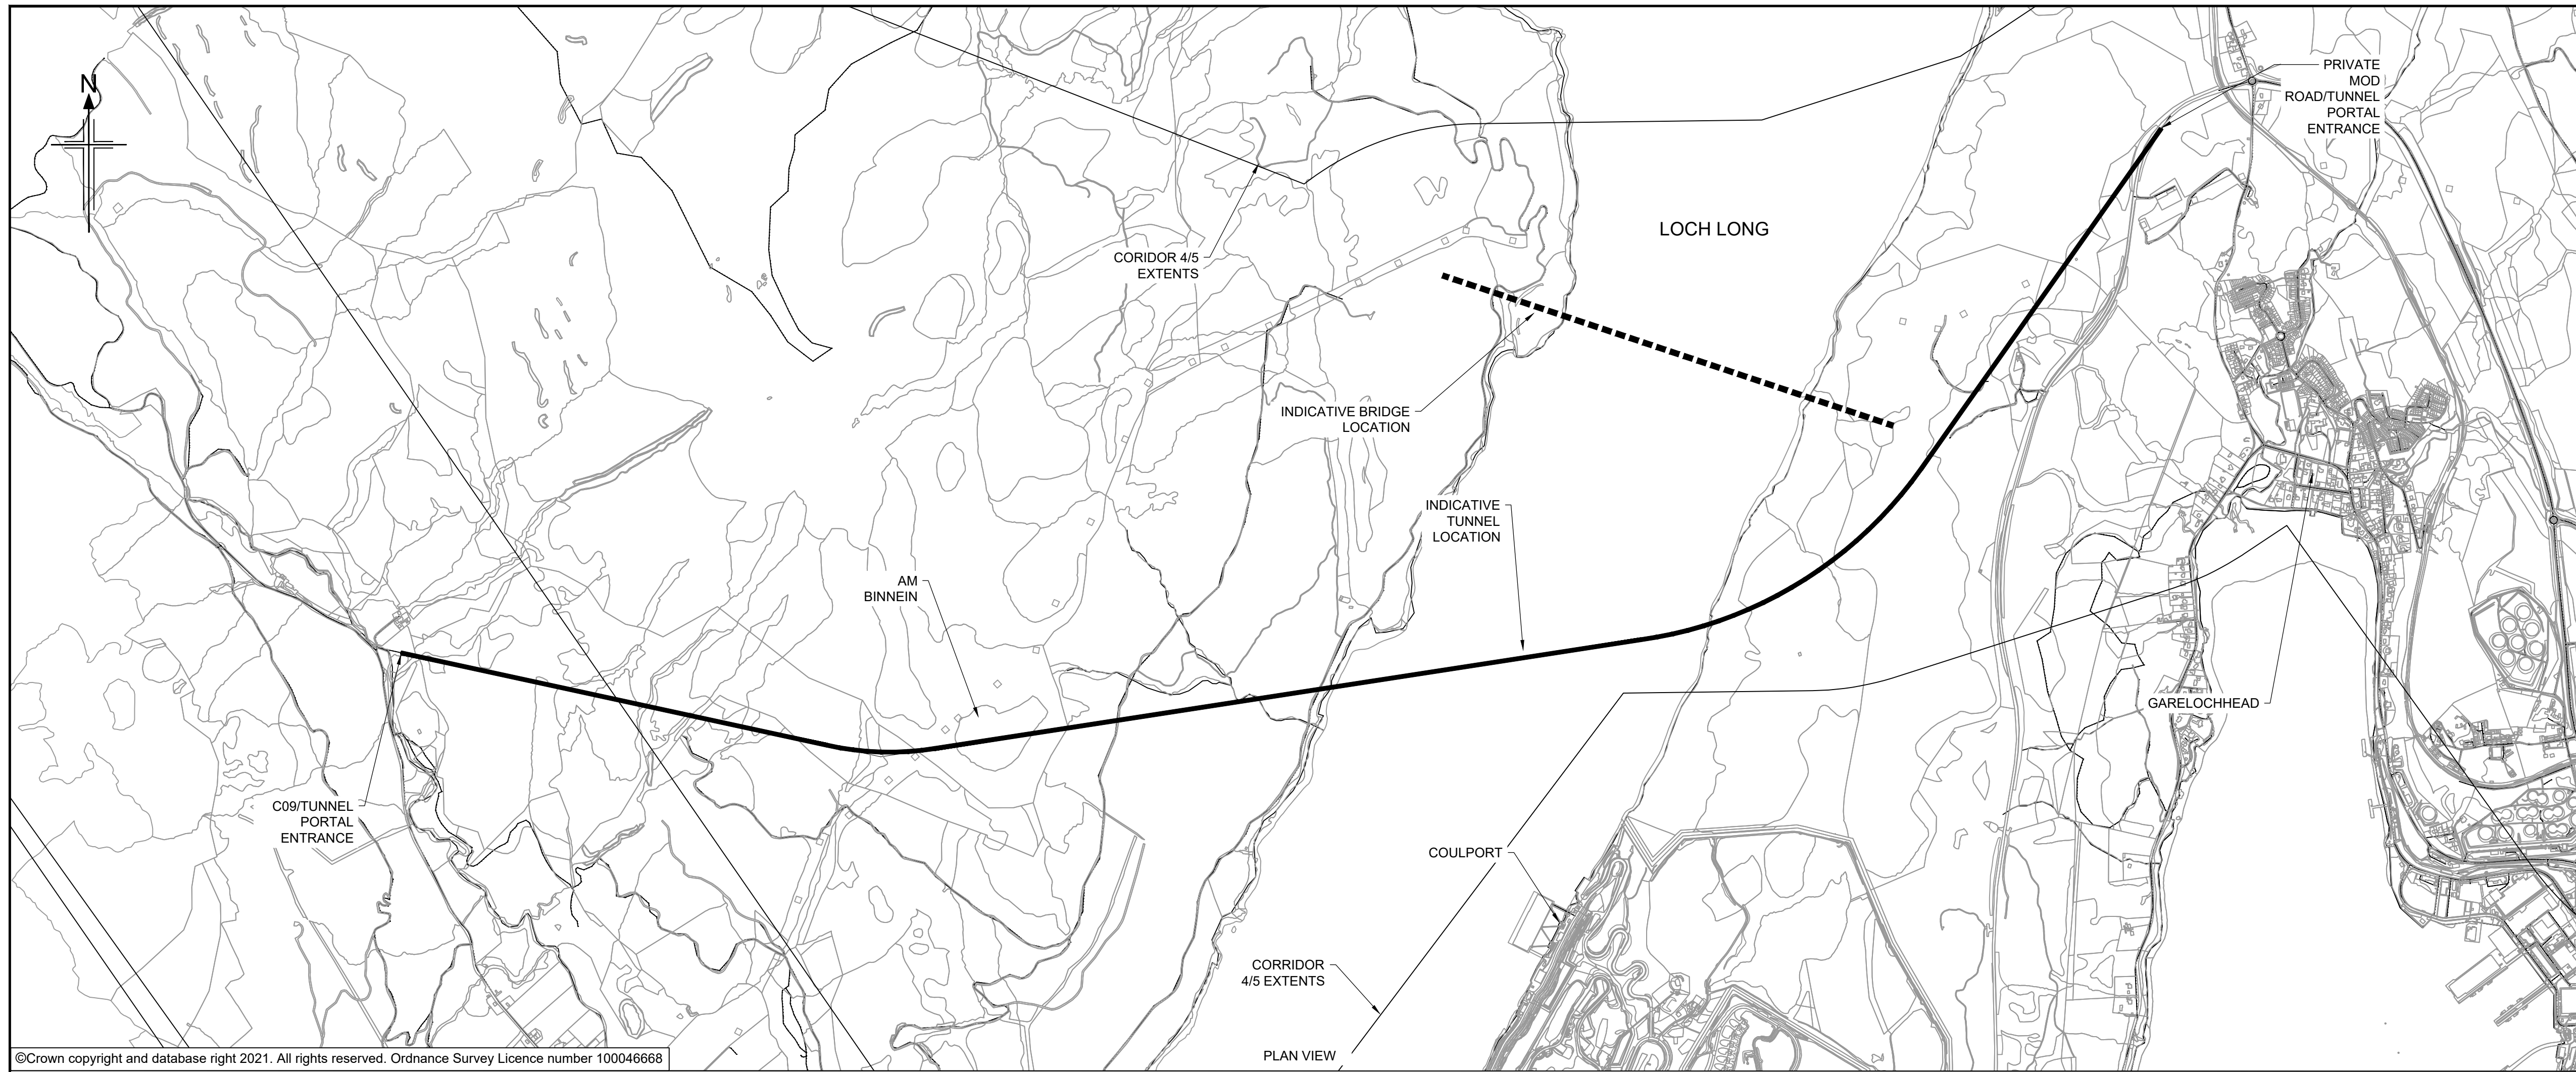 N
PRIVATE
MOD
ROAD/TUNNEL
PORTAL
ENTRANCE
LOCH LONG
CORIDOR 4/5
EXTENTS
INDICATIVE BRIDGE
LOCATION
INDICATIVE
TUNNEL
LOCATION
AM
BINNEIN
GARELOCHHEAD
C09/TUNNEL
PORTAL
ENTRANCE
COULPORT
CORRIDOR
4/5 EXTENTS
PLAN VIEW
©Crown copyright and database right 2021. All rights reserved. Ordnance Survey Licence number 100046668